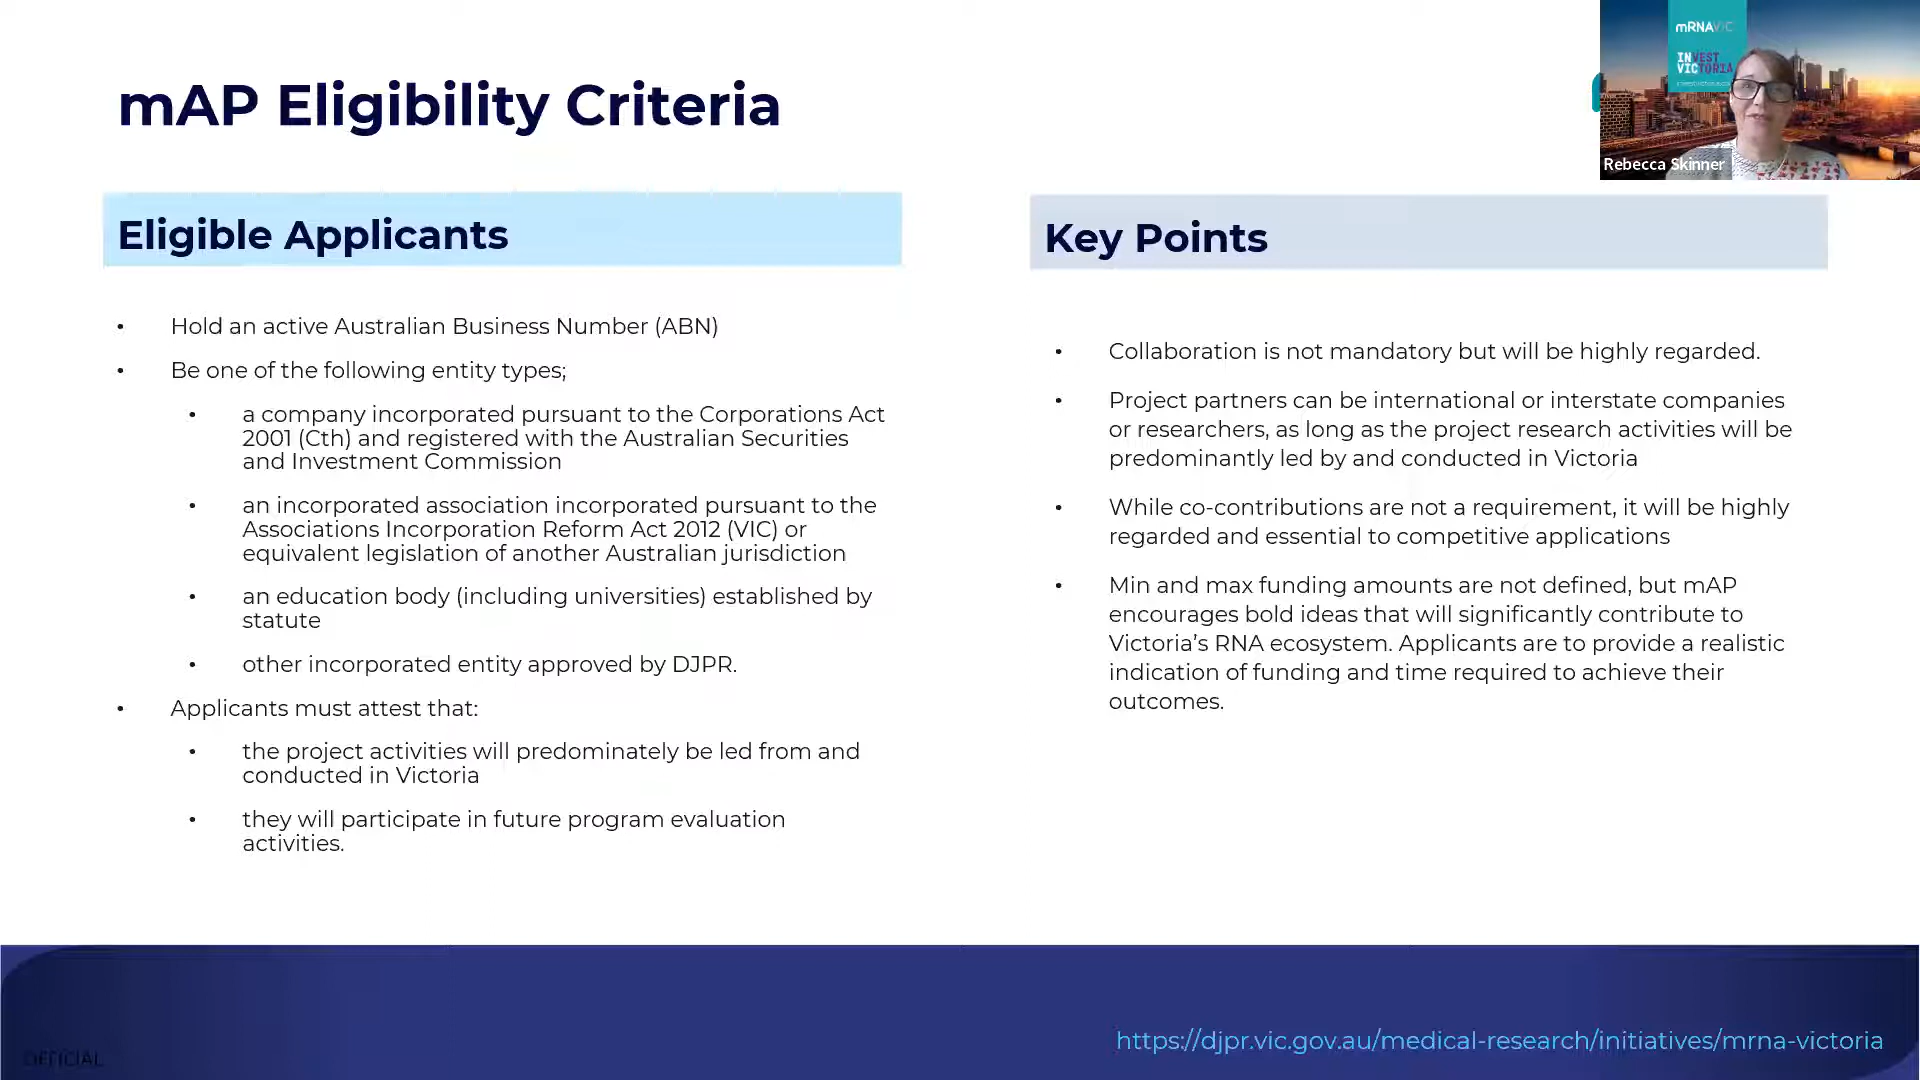 mAP Eligibility Criteria
mRNAVIC
INVEST
VICTORIA
Rebecca Skinner
Eligible Applicants
• Hold an active Australian Business Number (ABN)
• Be one of the following entity types;
• a company incorporated pursuant to the Corporations Act
2001 (Cth) and registered with the Australian Securities
and Investment Commission
• an incorporated association incorporated pursuant to the
Associations Incorporation Reform Act 2012 (VIC) or
equivalent legislation of another Australian jurisdiction
• an education body (including universities) established by
statute
• other incorporated entity approved by DJPR.
• Applicants must attest that:
• the project activities will predominately be led from and
conducted in Victoria
• they will participate in future program evaluation
activities.
Key Points
• Collaboration is not mandatory but will be highly regarded.
• Project partners can be international or interstate companies
or researchers, as long as the project research activities will be
predominantly led by and conducted in Victoria
• While co-contributions are not a requirement, it will be highly
regarded and essential to competitive applications
• Min and max funding amounts are not defined, but mAP
encourages bold ideas that will significantly contribute to
Victoria’s RNA ecosystem. Applicants are to provide a realistic
indication of funding and time required to achieve their
outcomes.
https://djpr.vic.gov.au/medical-research/initiatives/mrna-victoria
OFFICIAL